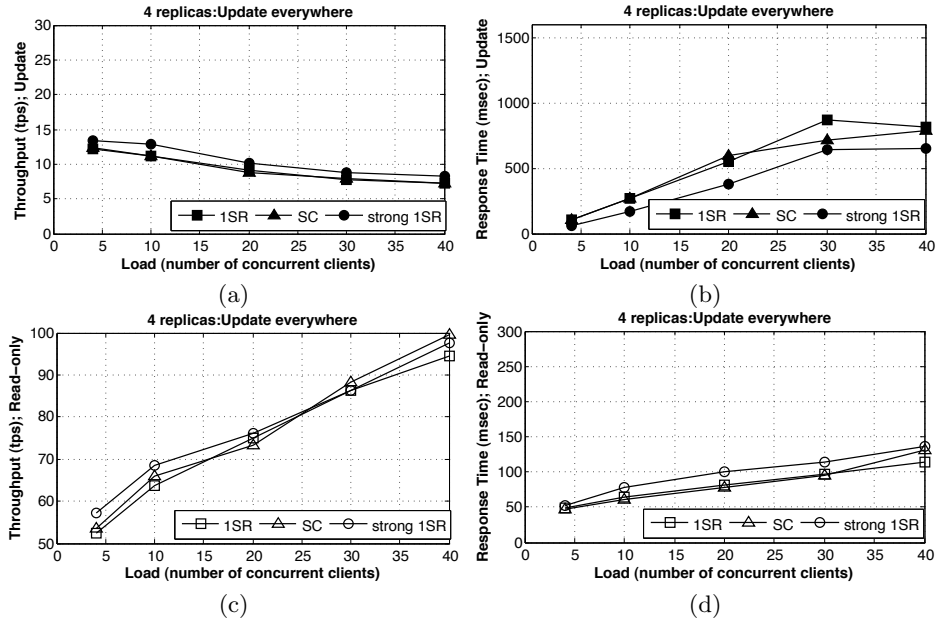 4 replicas:Update everywhere
Throughput (tps); Update
30
25
20
15
10
5
0
1SR SC strong 1SR
0 5 10 15 20 25 30 35 40
Load (number of concurrent clients)
(a)
4 replicas:Update everywhere
Response Time (msec); Update
1500
1000
500
0
1SR SC strong 1SR
0 5 10 15 20 25 30 35 40
Load (number of concurrent clients)
(b)
4 replicas:Update everywhere
Throughput (tps); Read−only
100
90
80
70
60
50
1SR SC strong 1SR
0 5 10 15 20 25 30 35 40
Load (number of concurrent clients)
(c)
4 replicas:Update everywhere
Response Time (msec); Read−only
300
250
200
150
100
50
0
1SR SC strong 1SR
0 5 10 15 20 25 30 35 40
Load (number of concurrent clients)
(d)